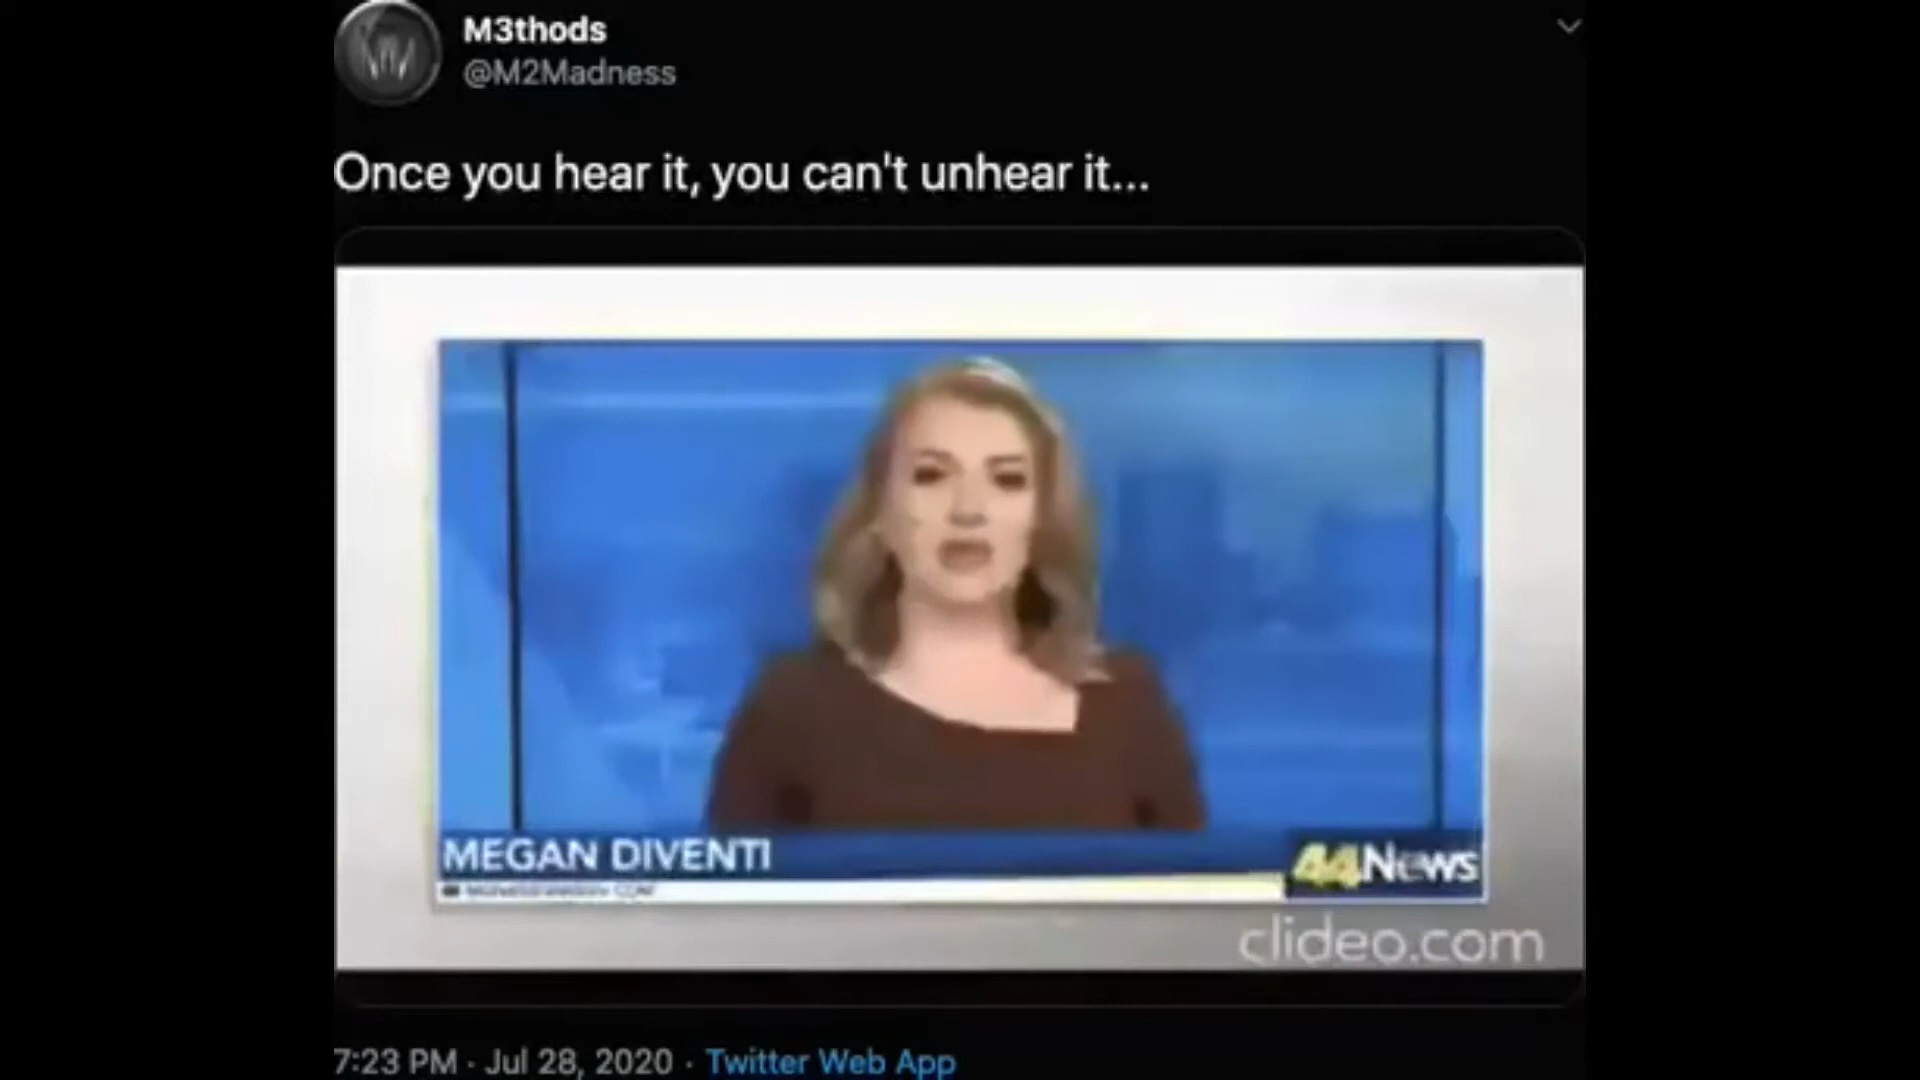 M3thods
@M2Madness
Once you hear it, you can't unhear it...
MEGAN DIVENTI
44News
clideo.com
7:23 PM · Jul 28, 2020 · Twitter Web App